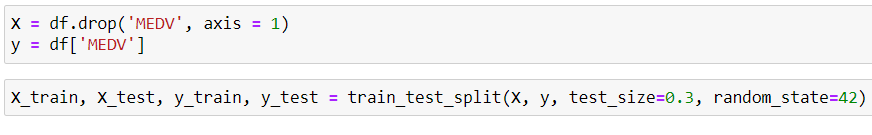 X = df.drop('MEDV', axis = 1)
y = df['MEDV']
X_train, X_test, y_train, y_test = train_test_split(X, y, test_size=0.3, random_state=42)